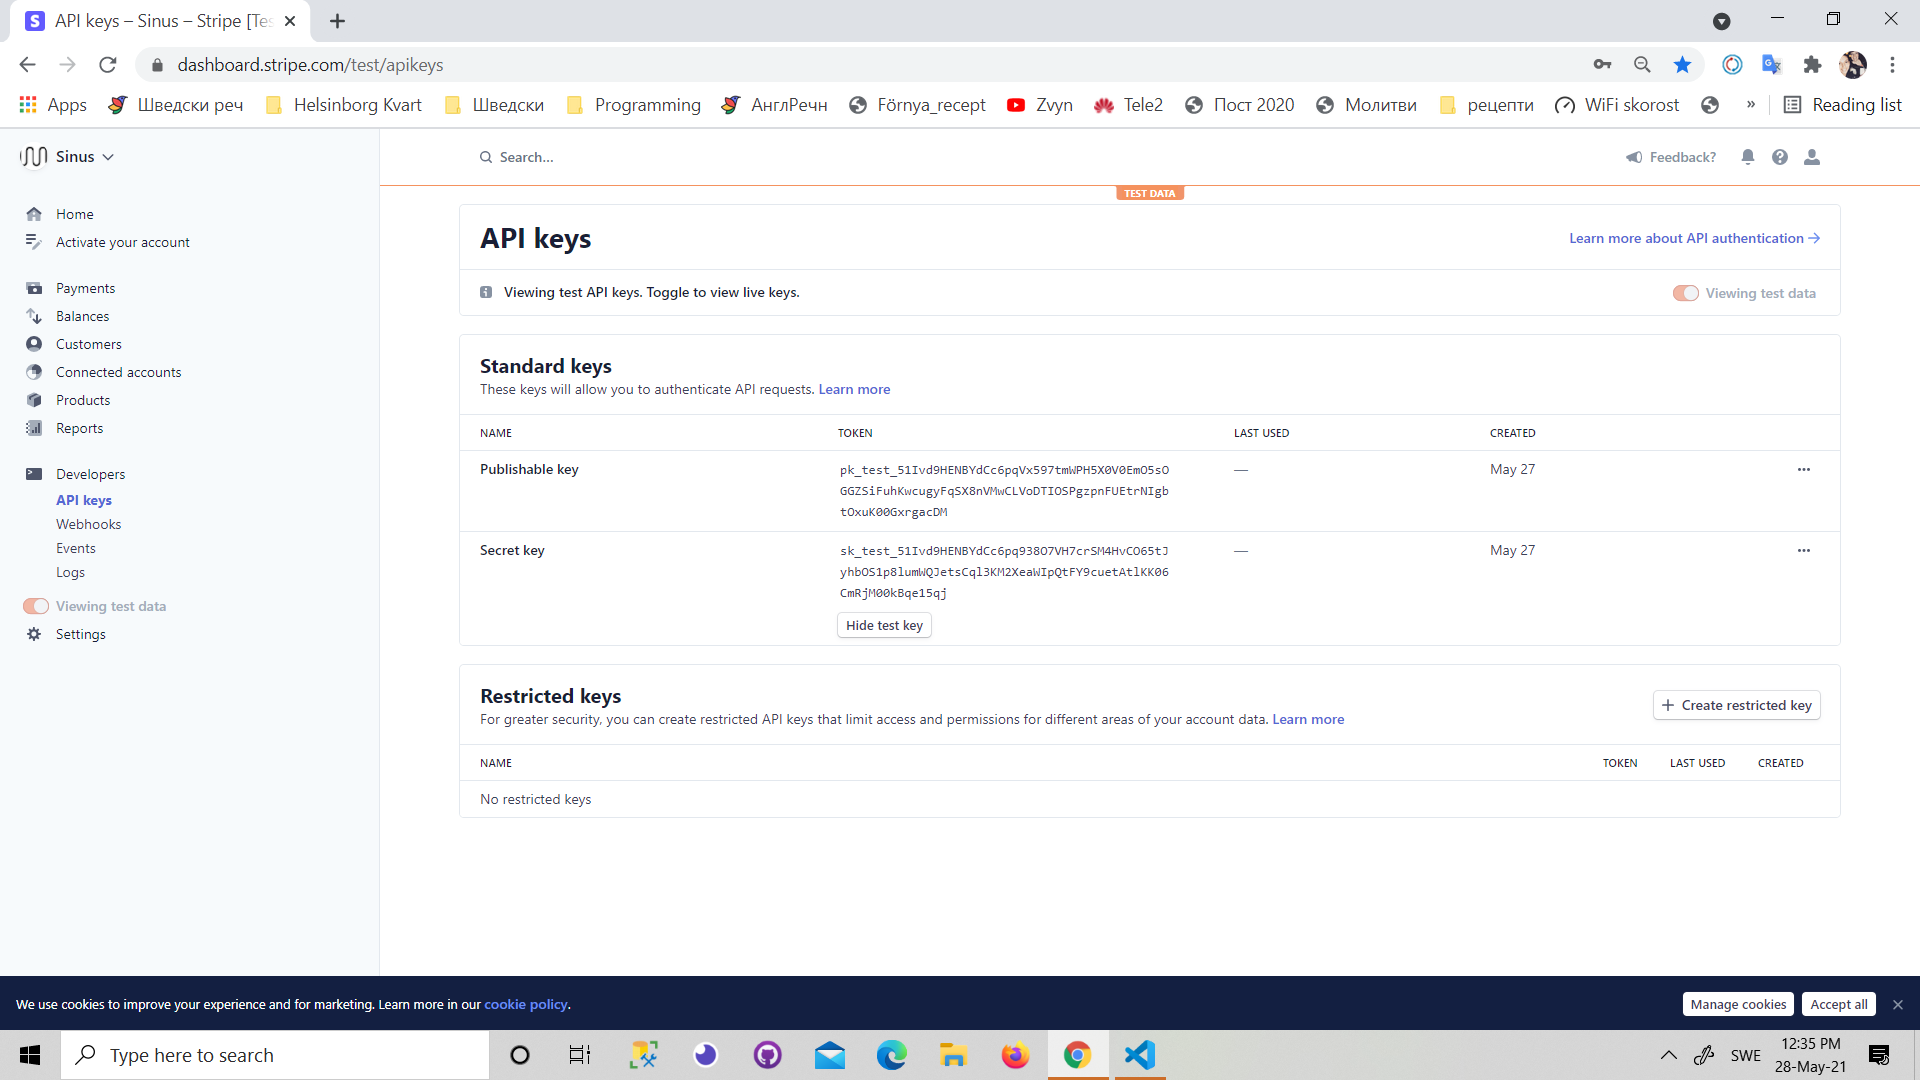 API keys – Sinus – Stripe [Tes
dashboard.stripe.com/test/apikeys
Apps Шведски реч Helsinborg Kvart Шведски Programming АнглРечн Förnya_recept Zvyn Tele2 Пост 2020 Молитви рецепти WiFi skorost » Reading list
Sinus
Search...
Feedback?
TEST DATA
Home
Activate your account
Payments
Balances
Customers
Connected accounts
Products
Reports
Developers
API keys
Webhooks
Events
Logs
Viewing test data
Settings
API keys
Learn more about API authentication
Viewing test API keys. Toggle to view live keys.
Viewing test data
Standard keys
These keys will allow you to authenticate API requests. Learn more
NAME TOKEN LAST USED CREATED
Publishable key pk_test_51Ivd9HENBYdCc6pqVx597tmWPH5X0V0EmO5sO — May 27
GGZSiFuhKwcugyFqSX8nVMwCLVoDTIOSPgzpnFUEtrNIgb
tOxuK00GxrgacDM
Secret key sk_test_51Ivd9HENBYdCc6pq938O7VH7crSM4HvCO65tJ — May 27
yhbOS1p8lumWQJetsCql3KM2XeaWIpQtFY9cuetAtlKK06
CmRjM00kBqe15qj
Hide test key
Restricted keys
For greater security, you can create restricted API keys that limit access and permissions for different areas of your account data. Learn more
Create restricted key
NAME TOKEN LAST USED CREATED
No restricted keys
We use cookies to improve your experience and for marketing. Learn more in our cookie policy.
Manage cookies Accept all
Type here to search
SWE
12:35 PM
28-May-21